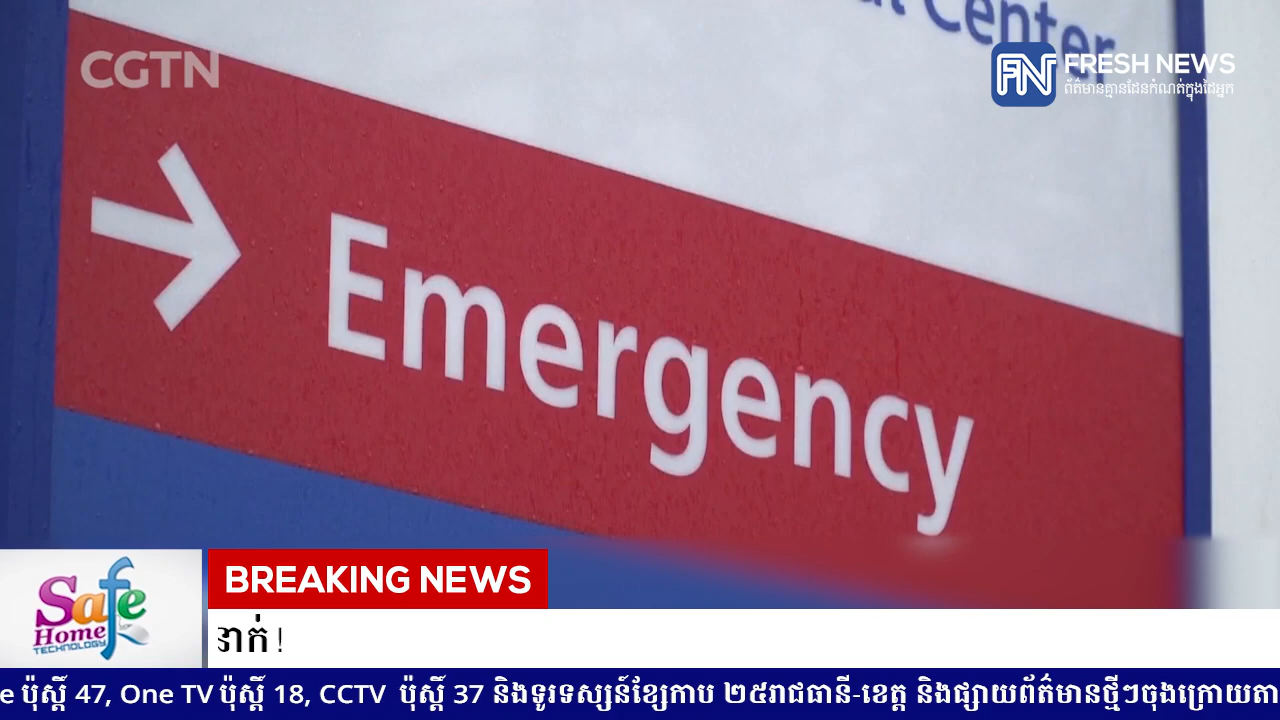 CGTN
Center
FRESH NEWS
ព័ត៌មានគ្មានដែនកំណត់ក្នុងដៃអ្នក
Emergency
Safe
Home
TECHNOLOGY
BREAKING NEWS
នាក់!
e ប៉ុស្តិ៍ 47, One TV ប៉ុស្តិ៍ 18, CCTV ប៉ុស្តិ៍ 37 និងទូរទស្សន៍ខ្សែកាប ២៥រាជធានី-ខេត្ត និងផ្សាយព័ត៌មានថ្មីៗចុងក្រោយតា